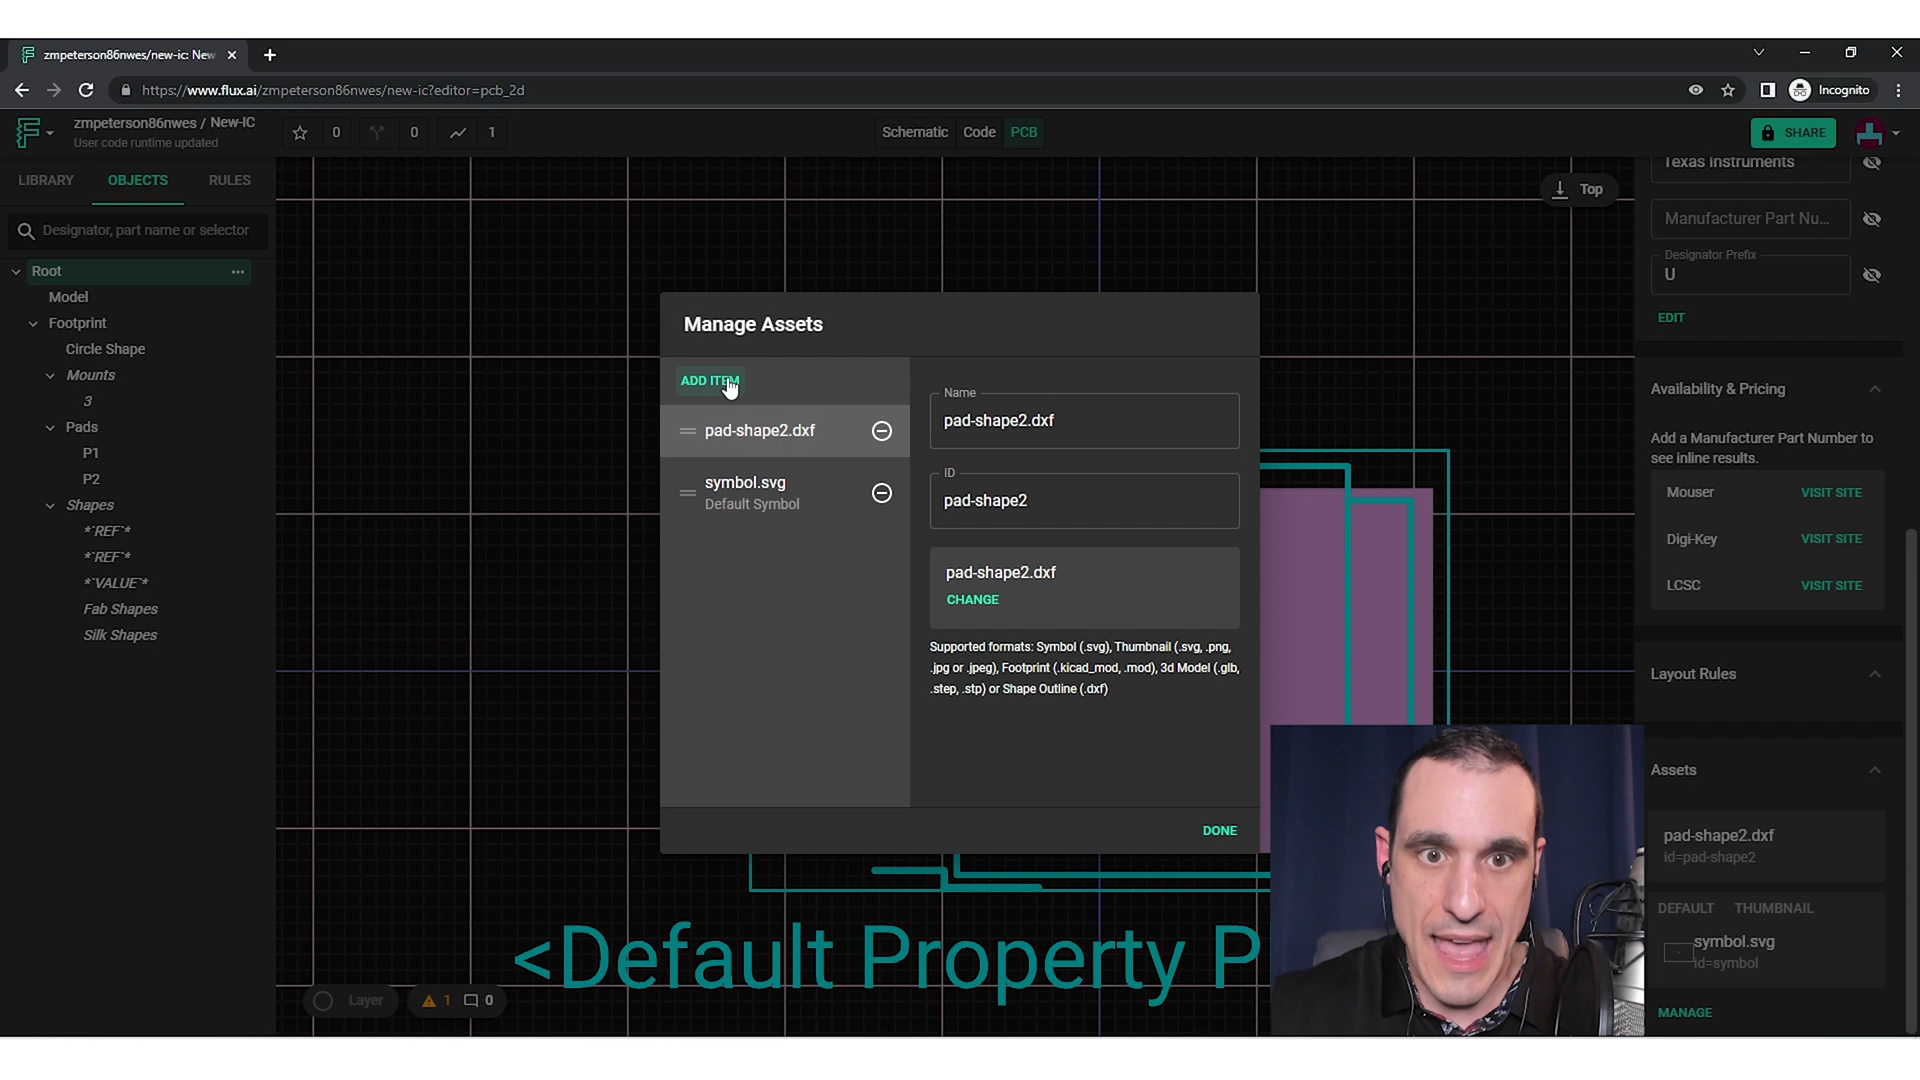 zmpeterson86nwes/new-ic: New
https://www.flux.ai/zmpeterson86nwes/new-ic?editor=pcb_2d
Incognito
zmpeterson86nwes / New-IC
User code runtime updated
0
0
1
Schematic
Code
PCB
SHARE
LIBRARY
OBJECTS
RULES
Designator, part name or selector
Root
Model
Footprint
Circle Shape
Mounts
3
Pads
P1
P2
Shapes
*`REF`*
*`REF`*
*`VALUE`*
Fab Shapes
Silk Shapes
Top
Manage Assets
ADD ITEM
pad-shape2.dxf
symbol.svg
Default Symbol
Name
pad-shape2.dxf
ID
pad-shape2
pad-shape2.dxf
CHANGE
Supported formats: Symbol (.svg), Thumbnail (.svg, .png,
.jpg or .jpeg), Footprint (.kicad_mod, .mod), 3d Model (.glb,
.step, .stp) or Shape Outline (.dxf)
DONE
<Default Property P
Layer
1
0
Texas Instruments
Manufacturer Part Nu...
Designator Prefix
U
EDIT
Availability & Pricing
Add a Manufacturer Part Number to
see inline results.
Mouser
VISIT SITE
Digi-Key
VISIT SITE
LCSC
VISIT SITE
Layout Rules
Assets
pad-shape2.dxf
id=pad-shape2
DEFAULT
THUMBNAIL
symbol.svg
id=symbol
MANAGE